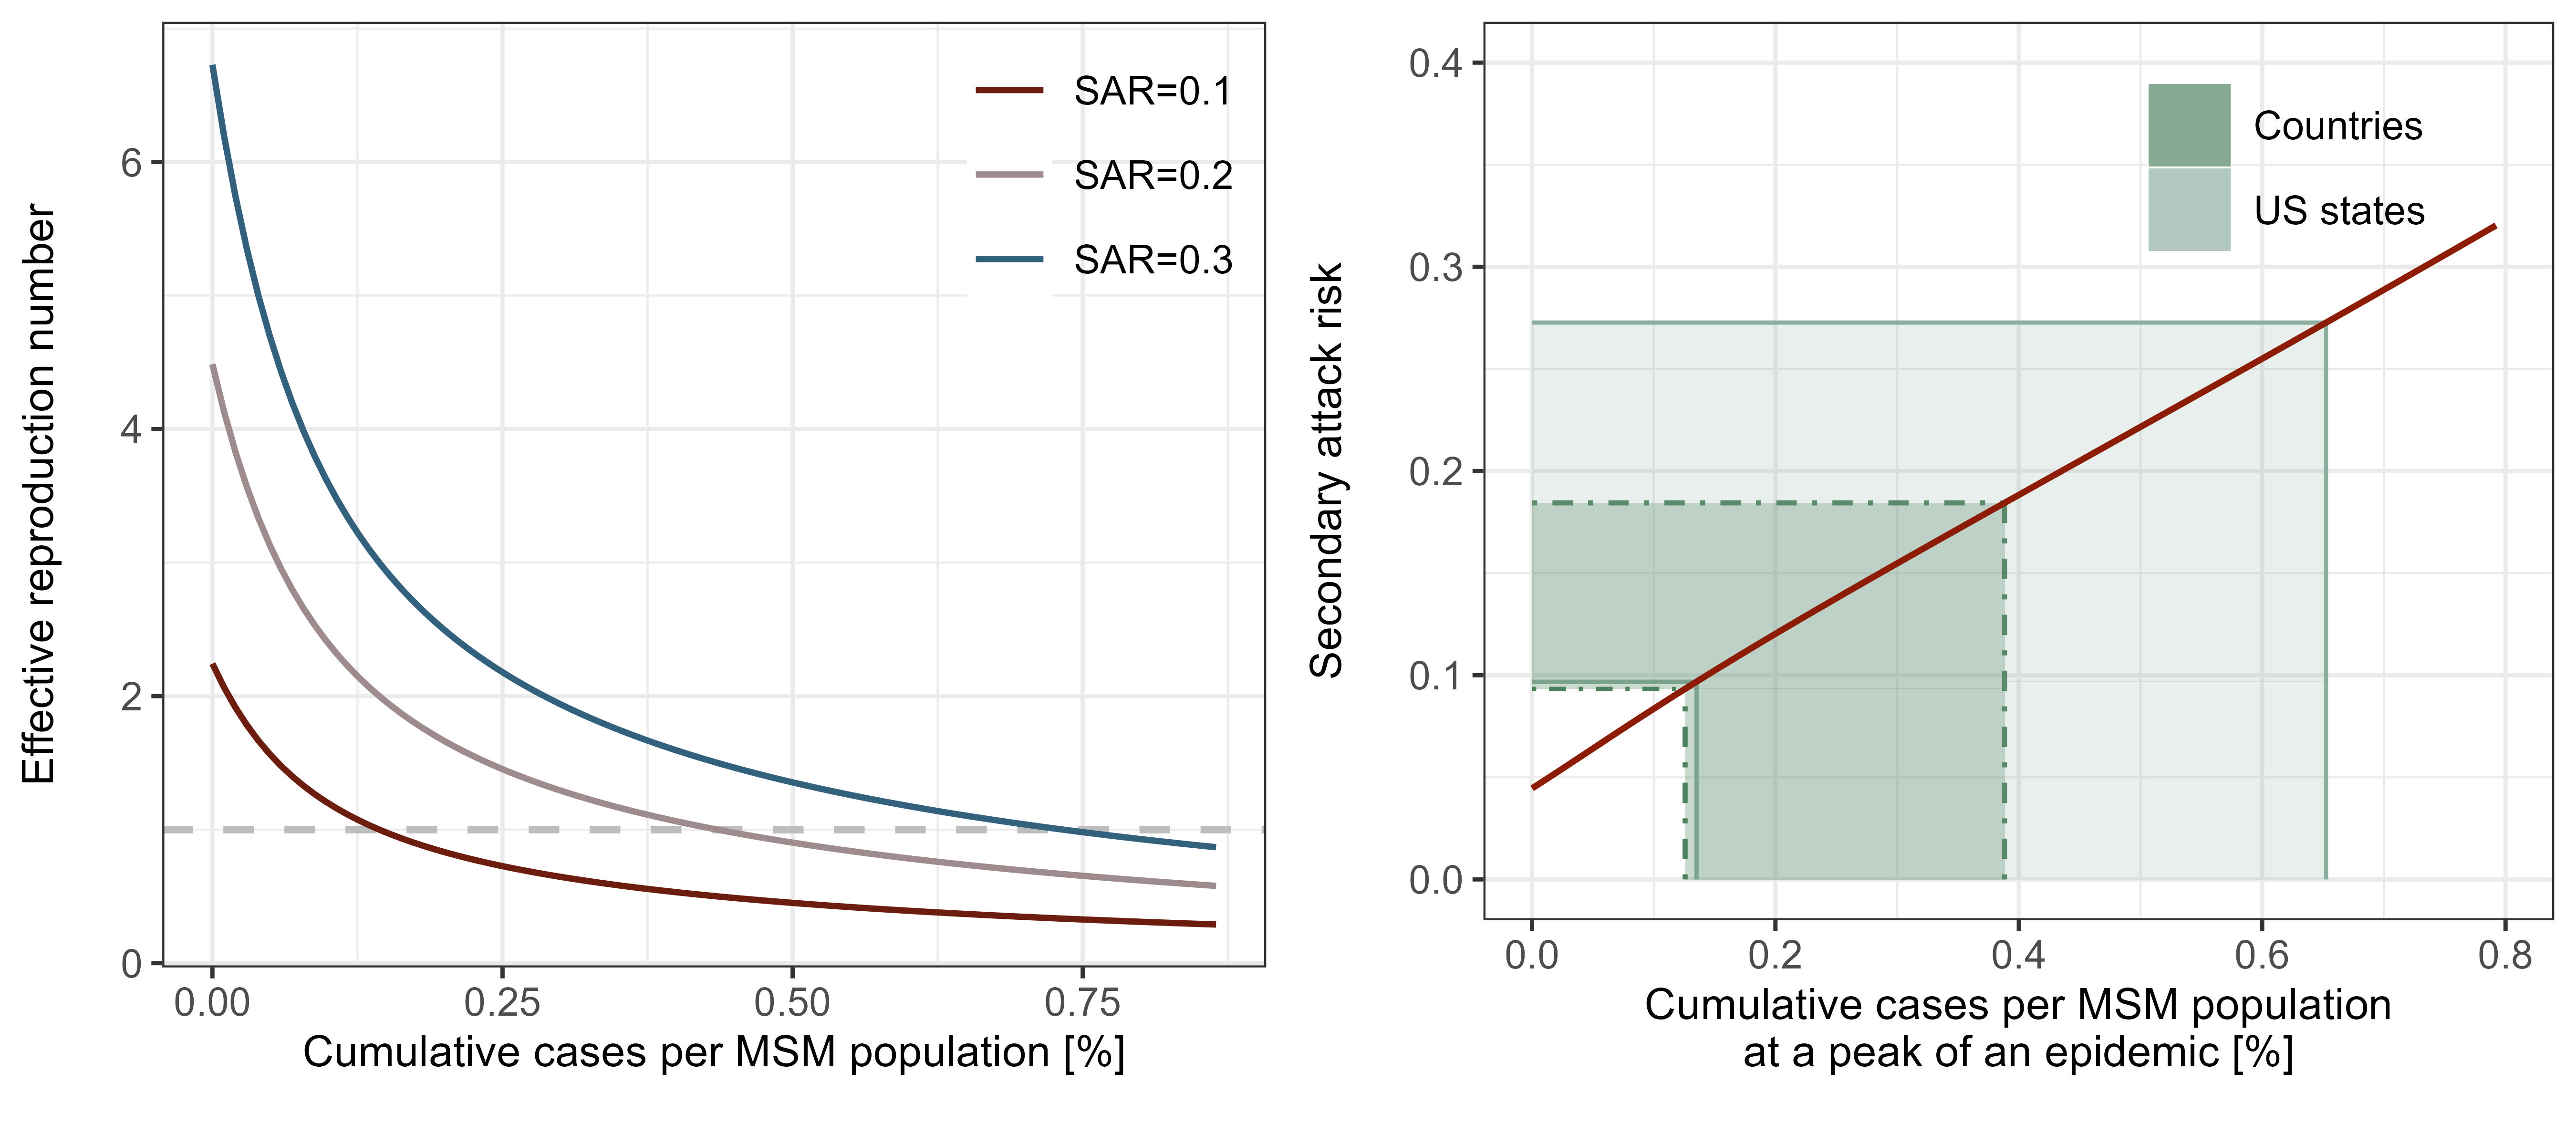 Effective reproduction number
6
4
2
0
SAR=0.1
SAR=0.2
SAR=0.3
0.00
0.25
0.50
0.75
Cumulative cases per MSM population [%]
Secondary attack risk
0.4
0.3
0.2
0.1
0.0
Countries
US states
0.0
0.2
0.4
0.6
0.8
Cumulative cases per MSM population
at a peak of an epidemic [%]